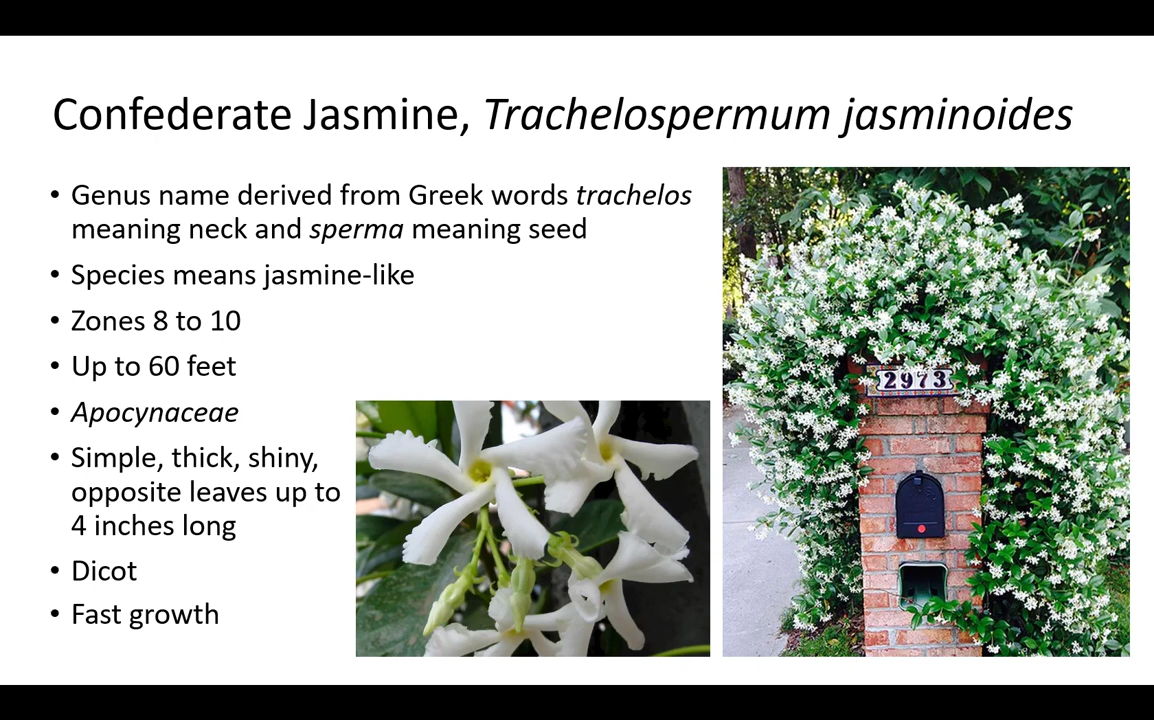 Confederate Jasmine, Trachelospermum jasminoides
• Genus name derived from Greek words trachelos
meaning neck and sperma meaning seed
• Species means jasmine-like
• Zones 8 to 10
• Up to 60 feet
• Apocynaceae
• Simple, thick, shiny,
opposite leaves up to
4 inches long
• Dicot
• Fast growth
2973